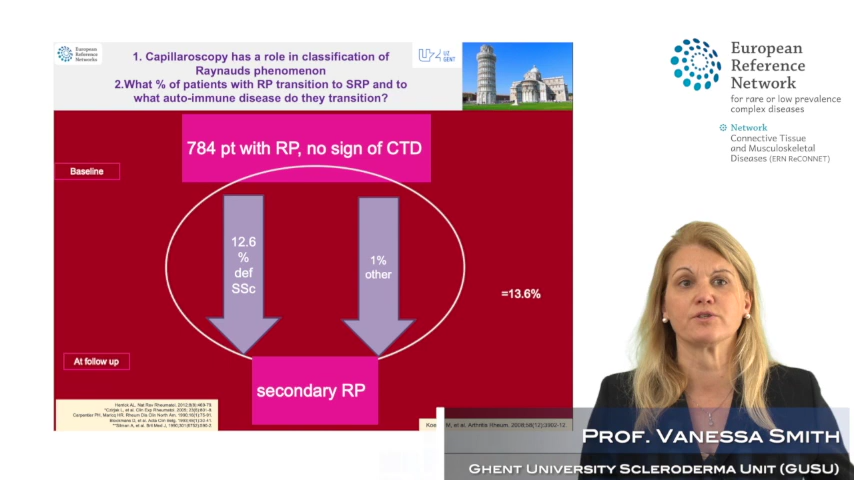 European
Reference
Networks
1. Capillaroscopy has a role in classification of
Raynauds phenomenon
2.What % of patients with RP transition to SRP and to
what auto-immune disease do they transition?
UZ
GENT
784 pt with RP, no sign of CTD
Baseline
12.6
%
def
SSc
1%
other
=13.6%
At follow up
secondary RP
European
Reference
Network
for rare or low prevalence
complex diseases
Network
Connective Tissue
and Musculoskeletal
Diseases (ERN ReCONNET)
Prof. Vanessa Smith
Ghent University Scleroderma Unit (GUSU)